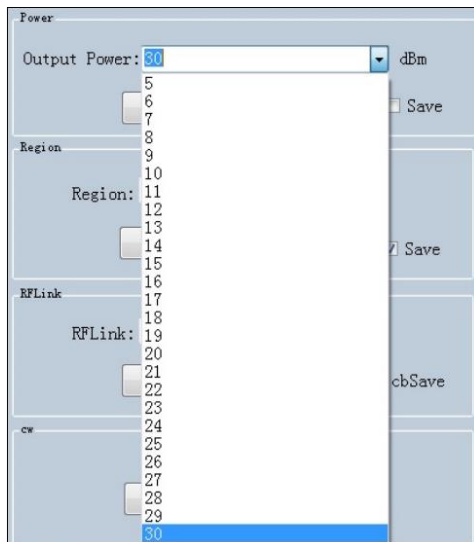 Power
Output Power: 30 dBm
5
6
7
Save
8
Region
9
10
Region: 11
12
13
14
Save
15
RFLink
16
17
18
RFLink: 19
20
21
cbSave
22
23
cw
24
25
26
27
28
29
30